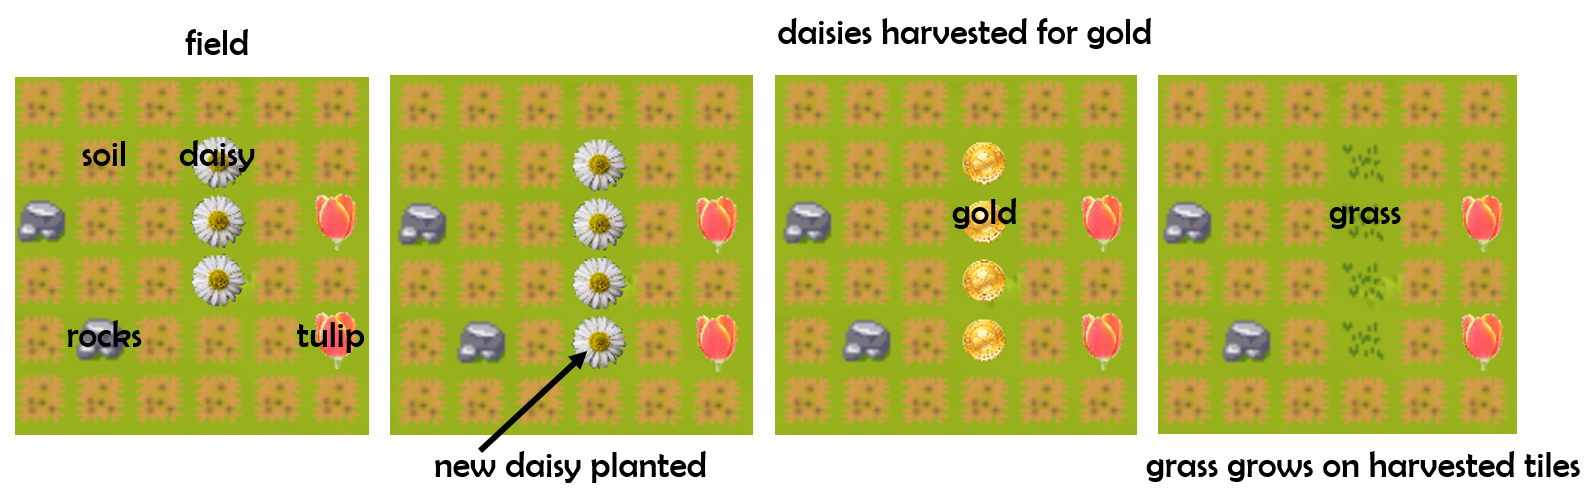 field
daisies harvested for gold
soil
daisy
gold
grass
rocks
tulip
new daisy planted
grass grows on harvested tiles